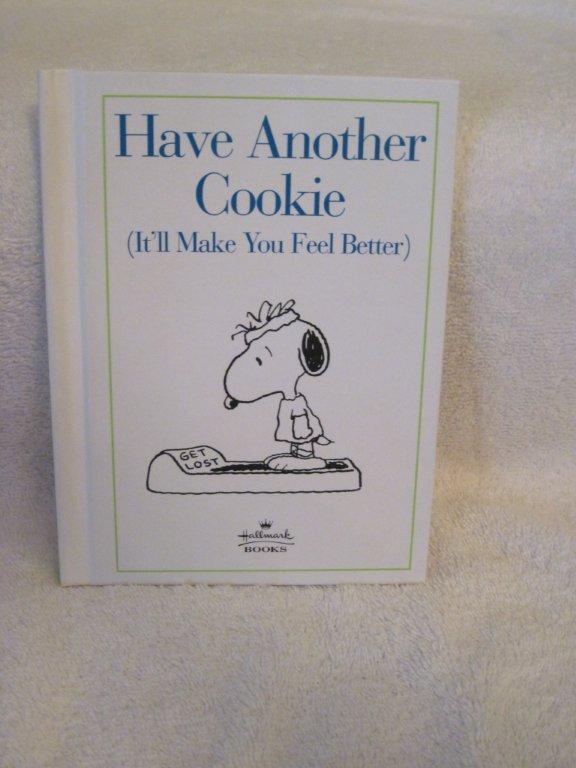 Have Another
Cookie
(It'll Make You Feel Better)
GET
LOST
Hallmark
BOOKS